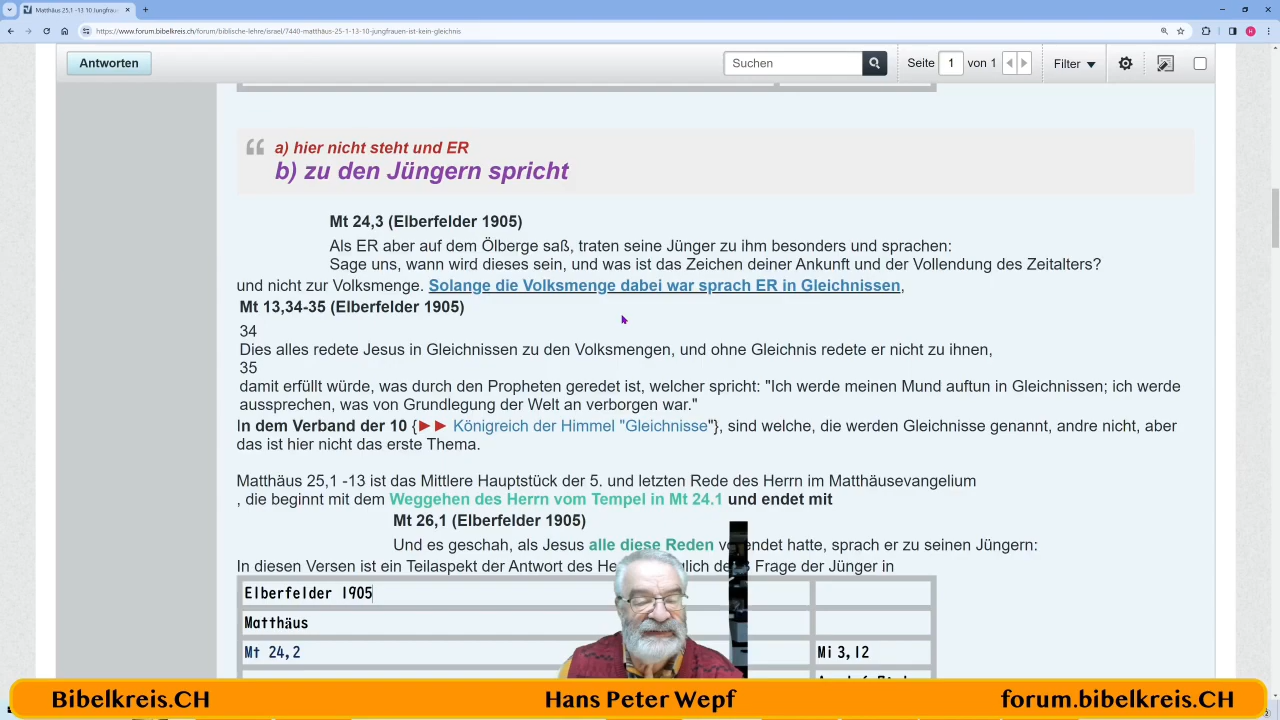 Matthäus 25,1-13 10 Jungfrau
https://www.forum.bibelkreis.ch/forum/biblische-lehre/israel/7440-matthäus-25-1-13-10-jungfrauen-ist-kein-gleichnis
Antworten
Suchen
Seite 1 von 1
Filter
a) hier nicht steht und ER
b) zu den Jüngern spricht
Mt 24,3 (Elberfelder 1905)
Als ER aber auf dem Ölberge saß, traten seine Jünger zu ihm besonders und sprachen:
Sage uns, wann wird dieses sein, und was ist das Zeichen deiner Ankunft und der Vollendung des Zeitalters?
und nicht zur Volksmenge. Solange die Volksmenge dabei war sprach ER in Gleichnissen,
Mt 13,34-35 (Elberfelder 1905)
34
Dies alles redete Jesus in Gleichnissen zu den Volksmengen, und ohne Gleichnis redete er nicht zu ihnen,
35
damit erfüllt würde, was durch den Propheten geredet ist, welcher spricht: "Ich werde meinen Mund auftun in Gleichnissen; ich werde
aussprechen, was von Grundlegung der Welt an verborgen war."
In dem Verband der 10 {►► Königreich der Himmel "Gleichnisse"}, sind welche, die werden Gleichnisse genannt, andre nicht, aber
das ist hier nicht das erste Thema.
Matthäus 25,1 -13 ist das Mittlere Hauptstück der 5. und letzten Rede des Herrn im Matthäusevangelium
, die beginnt mit dem Weggehen des Herrn vom Tempel in Mt 24.1 und endet mit
Mt 26,1 (Elberfelder 1905)
Und es geschah, als Jesus alle diese Reden vollendet hatte, sprach er zu seinen Jüngern:
In diesen Versen ist ein Teilaspekt der Antwort des Frage der Jünger in
Elberfelder 1905
Matthäus
Mt 24,2
Mi 3,12
Bibelkreis.CH
Hans Peter Wepf
forum.bibelkreis.CH